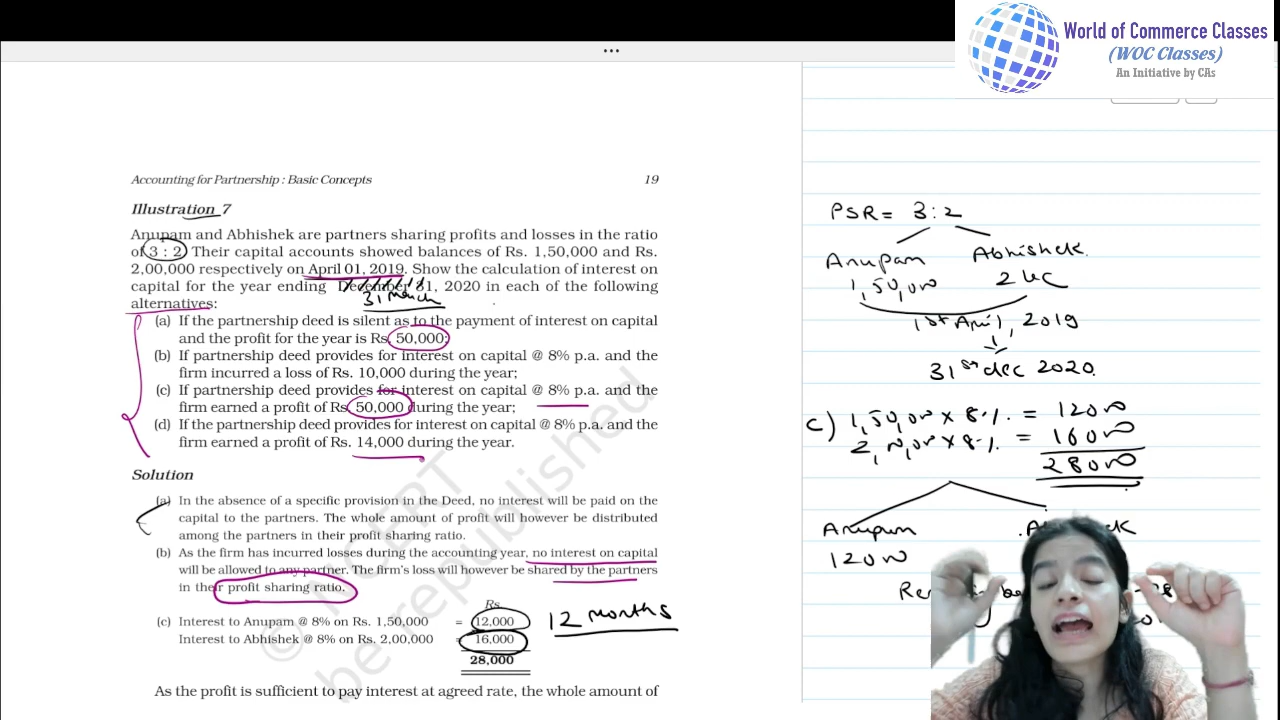 World of Commerce Classes
(WOC Classes)
An Initiative by CAs
Accounting for Partnership : Basic Concepts 19
Illustration 7
Anupam and Abhishek are partners sharing profits and losses in the ratio
of 3 : 2 Their capital accounts showed balances of Rs. 1,50,000 and Rs.
2,00,000 respectively on April 01, 2019. Show the calculation of interest on
capital for the year ending December 31, 2020 in each of the following
31 march
alternatives:
(a) If the partnership deed is silent as to the payment of interest on capital
and the profit for the year is Rs. 50,000;
(b) If partnership deed provides for interest on capital @ 8% p.a. and the
firm incurred a loss of Rs. 10,000 during the year;
(c) If partnership deed provides for interest on capital @ 8% p.a. and the
firm earned a profit of Rs 50,000 during the year;
(d) If the partnership deed provides for interest on capital @ 8% p.a. and the
firm earned a profit of Rs. 14,000 during the year.
Solution
(a) In the absence of a specific provision in the Deed, no interest will be paid on the
capital to the partners. The whole amount of profit will however be distributed
among the partners in their profit sharing ratio.
(b) As the firm has incurred losses during the accounting year, no interest on capital
will be allowed to any partner. The firm's loss will however be shared by the partners
in their profit sharing ratio.
Rs.
(c) Interest to Anupam @ 8% on Rs. 1,50,000 = 12,000
Interest to Abhishek @ 8% on Rs. 2,00,000 = 16,000
28,000
12 months
As the profit is sufficient to pay interest at agreed rate, the whole amount of
© NCERT
be republished
PSR = 3 : 2
Anupam Abhishek
1,50,000
1st April, 2019
31st dec 2020
c) 1,50,000 x 8% = 12000
2,00,000 x 8% = 16000
28000
Anupam
12000